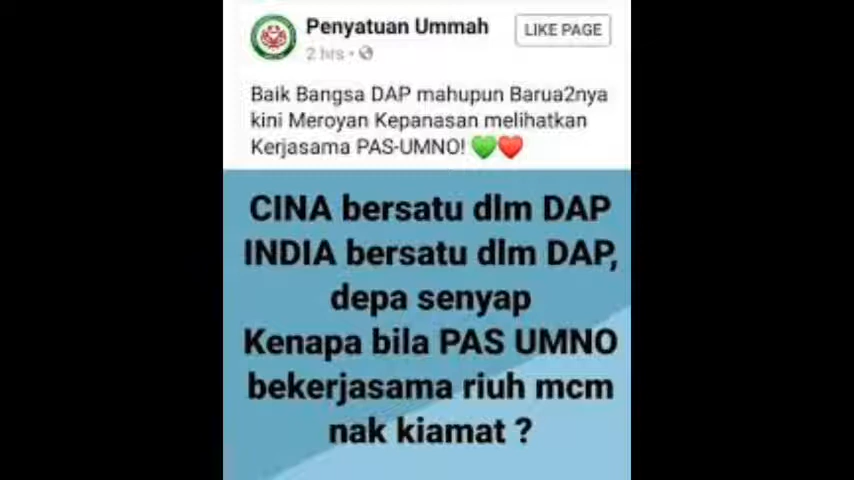 Penyatuan Ummah
LIKE PAGE
2 hrs •
Baik Bangsa DAP mahupun Barua2nya
kini Meroyan Kepanasan melihatkan
Kerjasama PAS-UMNO! 💚❤️
CINA bersatu dlm DAP
INDIA bersatu dlm DAP,
depa senyap
Kenapa bila PAS UMNO
bekerjasama riuh mcm
nak kiamat ?